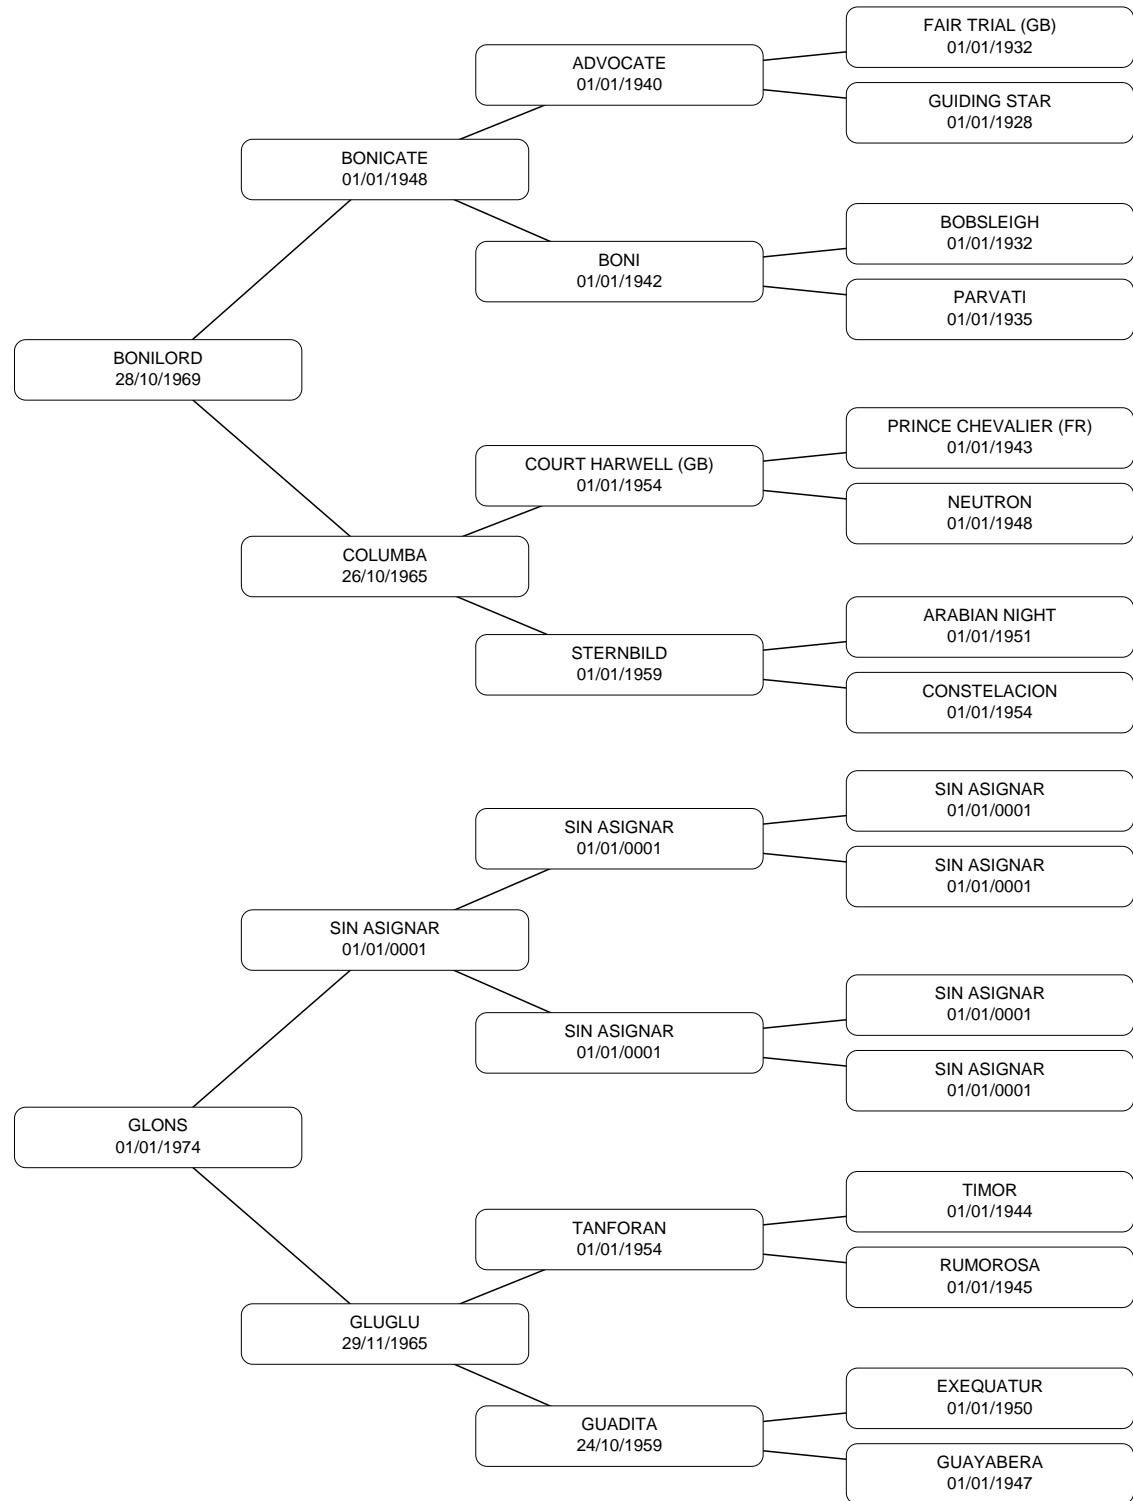 FAIR TRIAL (GB)
01/01/1932
ADVOCATE
01/01/1940
GUIDING STAR
01/01/1928
BONICATE
01/01/1948
BOBSLEIGH
01/01/1932
BONI
01/01/1942
PARVATI
01/01/1935
BONILORD
28/10/1969
PRINCE CHEVALIER (FR)
01/01/1943
COURT HARWELL (GB)
01/01/1954
NEUTRON
01/01/1948
COLUMBA
26/10/1965
ARABIAN NIGHT
01/01/1951
STERNBILD
01/01/1959
CONSTELACION
01/01/1954
SIN ASIGNAR
01/01/0001
SIN ASIGNAR
01/01/0001
SIN ASIGNAR
01/01/0001
SIN ASIGNAR
01/01/0001
SIN ASIGNAR
01/01/0001
SIN ASIGNAR
01/01/0001
SIN ASIGNAR
01/01/0001
GLONS
01/01/1974
TIMOR
01/01/1944
TANFORAN
01/01/1954
RUMOROSA
01/01/1945
GLUGLU
29/11/1965
EXEQUATUR
01/01/1950
GUADITA
24/10/1959
GUAYABERA
01/01/1947